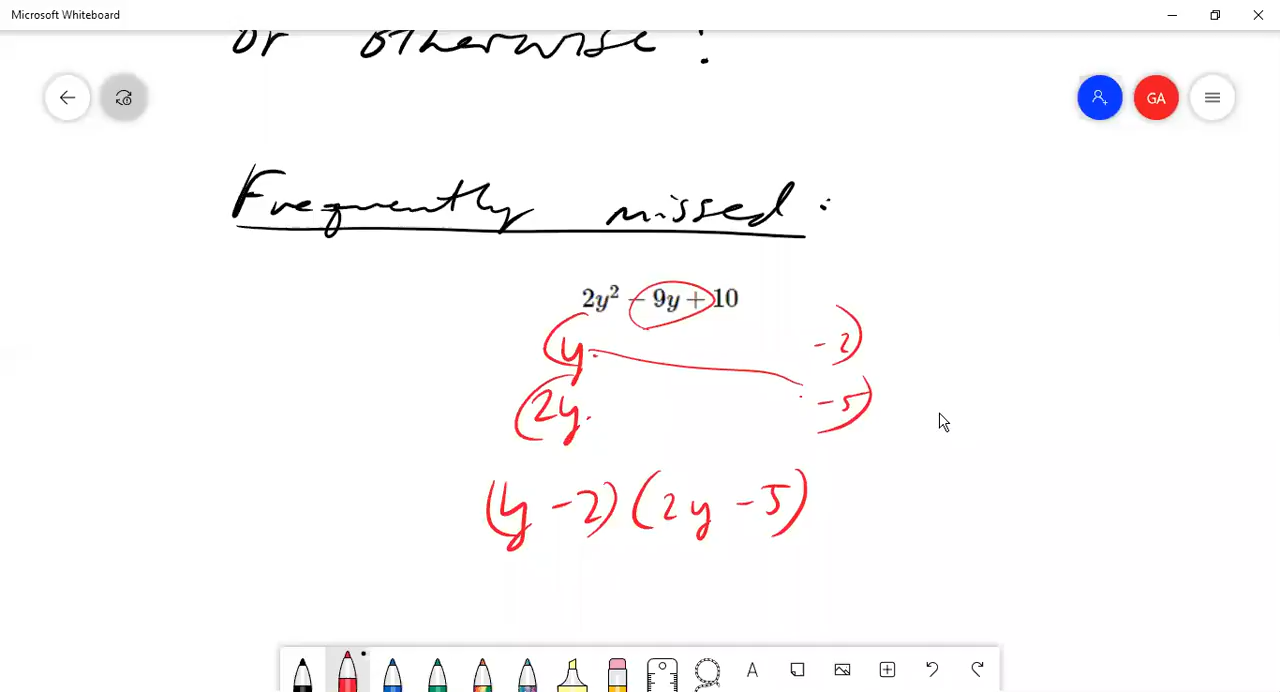 Microsoft Whiteboard
or otherwise!
GA
Frequently missed:
2y² − 9y + 10
(y -2)
(2y -5)
(y -2) (2y -5)
A